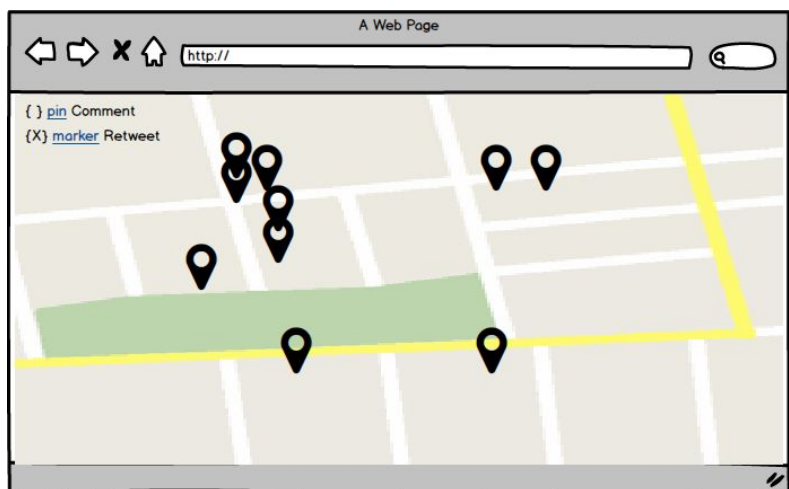 A Web Page
http://
{ } pin Comment
{X} marker Retweet